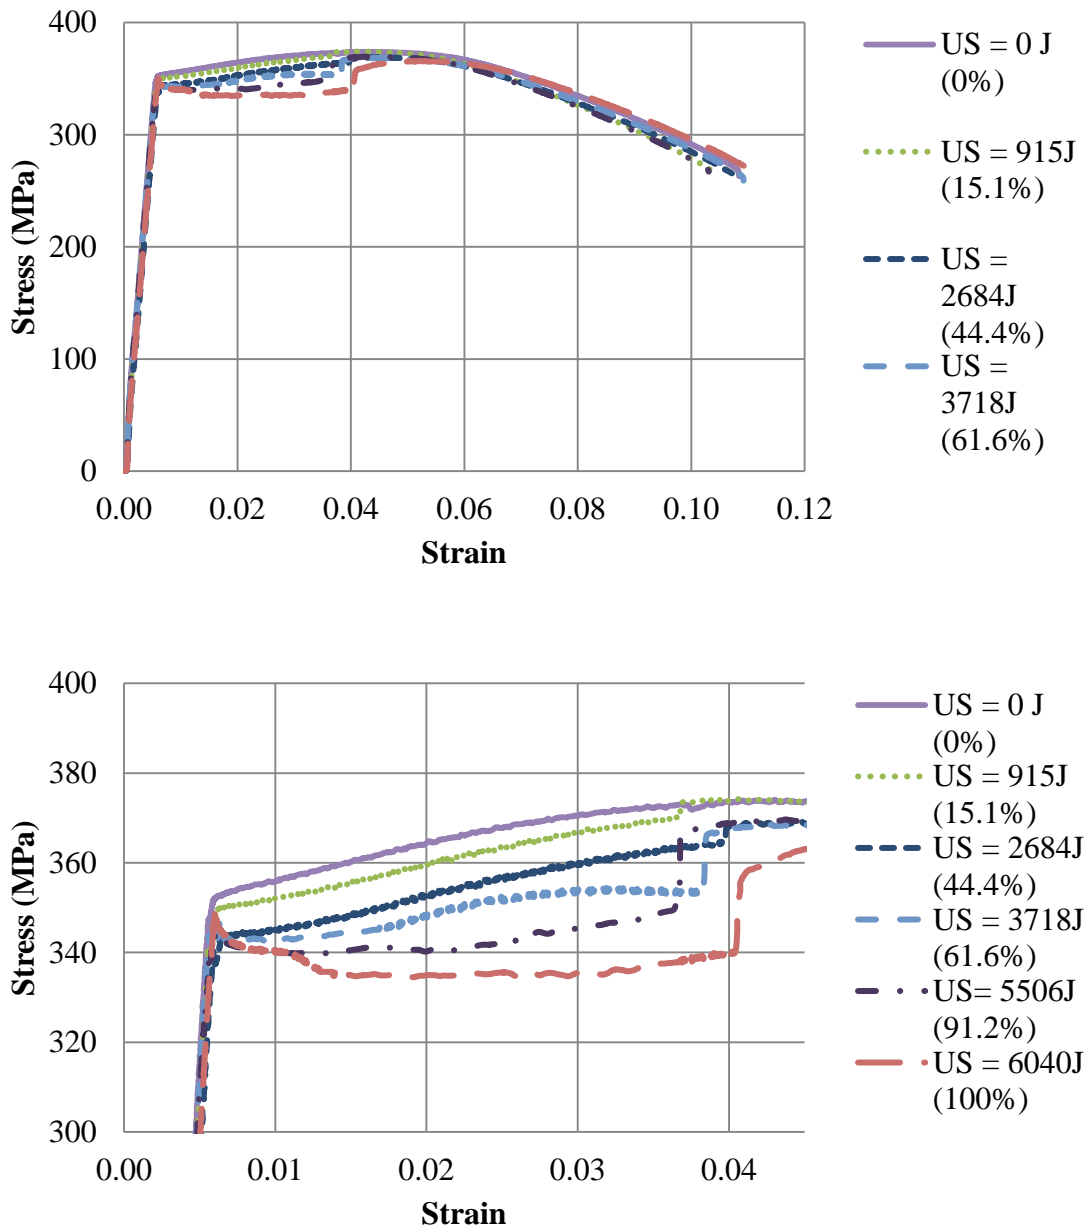 400
300
200
100
0
Stress (MPa)
0.00 0.02 0.04 0.06 0.08 0.10 0.12
Strain
US = 0 J
(0%)
US = 915J
(15.1%)
US =
2684J
(44.4%)
US =
3718J
(61.6%)
400
380
360
340
320
300
Stress (MPa)
0.00 0.01 0.02 0.03 0.04
Strain
US = 0 J
(0%)
US = 915J
(15.1%)
US = 2684J
(44.4%)
US = 3718J
(61.6%)
US= 5506J
(91.2%)
US = 6040J
(100%)